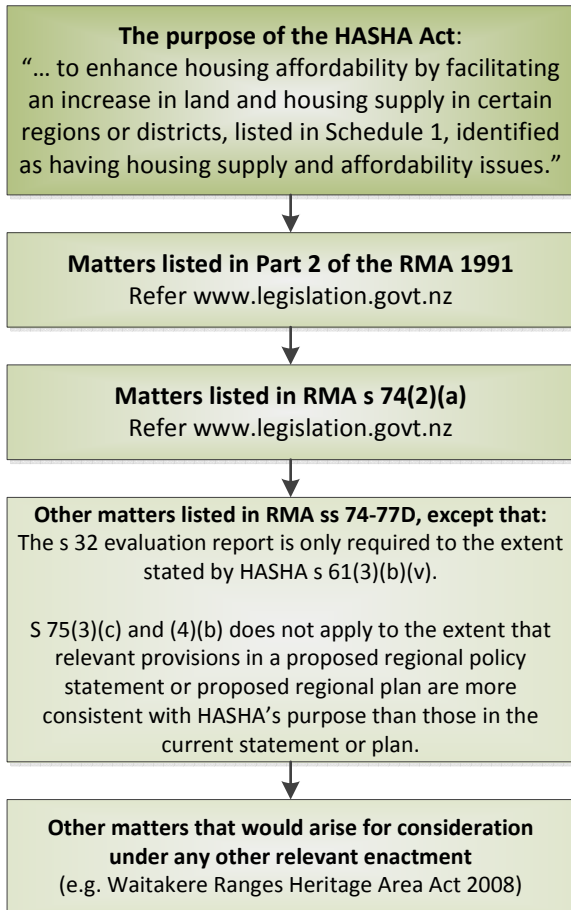 The purpose of the HASHA Act:
“… to enhance housing affordability by facilitating
an increase in land and housing supply in certain
regions or districts, listed in Schedule 1, identified
as having housing supply and affordability issues.”
Matters listed in Part 2 of the RMA 1991
Refer www.legislation.govt.nz
Matters listed in RMA s 74(2)(a)
Refer www.legislation.govt.nz
Other matters listed in RMA ss 74-77D, except that:
The s 32 evaluation report is only required to the extent
stated by HASHA s 61(3)(b)(v).
S 75(3)(c) and (4)(b) does not apply to the extent that
relevant provisions in a proposed regional policy
statement or proposed regional plan are more
consistent with HASHA’s purpose than those in the
current statement or plan.
Other matters that would arise for consideration
under any other relevant enactment
(e.g. Waitakere Ranges Heritage Area Act 2008)